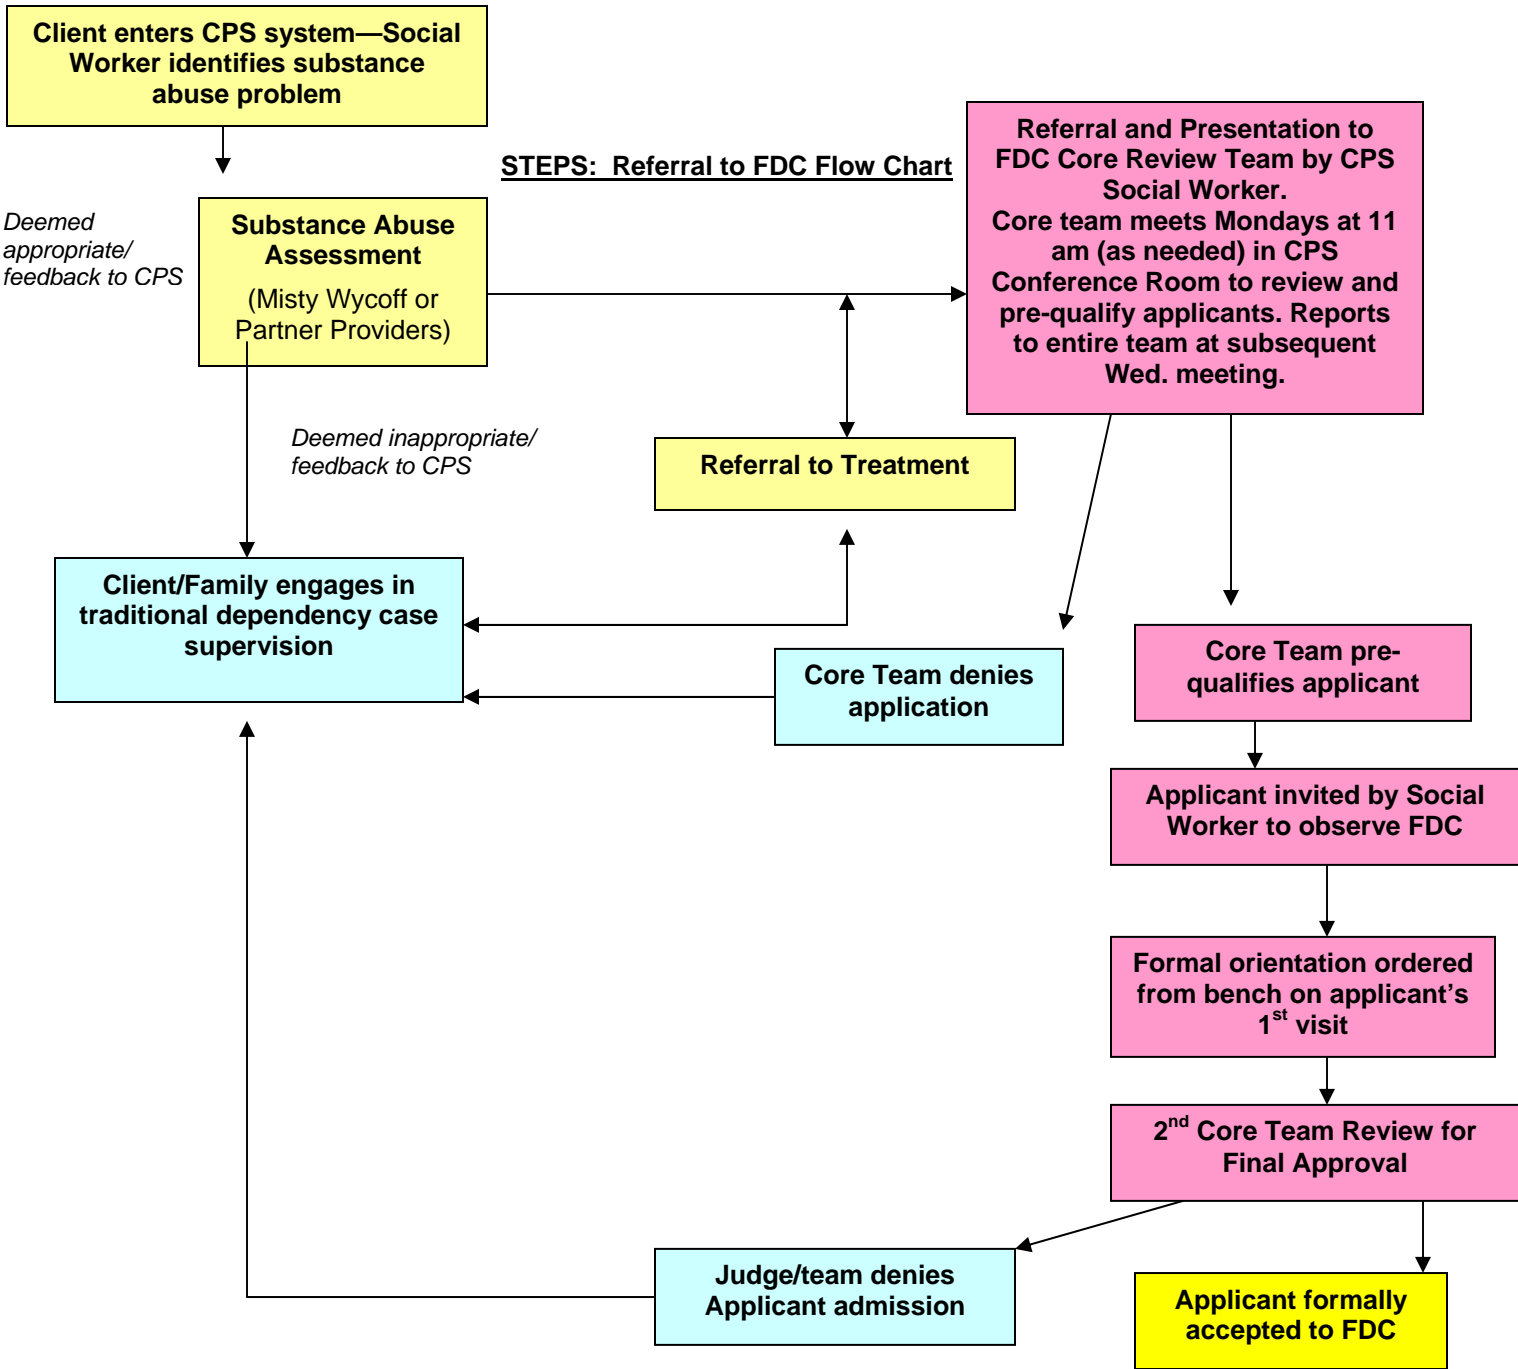 Client enters CPS system—Social
Worker identifies substance
abuse problem
STEPS: Referral to FDC Flow Chart
Referral and Presentation to
FDC Core Review Team by CPS
Social Worker.
Core team meets Mondays at 11
am (as needed) in CPS
Conference Room to review and
pre-qualify applicants. Reports
to entire team at subsequent
Wed. meeting.
Deemed
appropriate/
feedback to CPS
Substance Abuse
Assessment
(Misty Wycoff or
Partner Providers)
Deemed inappropriate/
feedback to CPS
Referral to Treatment
Client/Family engages in
traditional dependency case
supervision
Core Team denies
application
Core Team pre-
qualifies applicant
Applicant invited by Social
Worker to observe FDC
Formal orientation ordered
from bench on applicant’s
1st visit
2nd Core Team Review for
Final Approval
Judge/team denies
Applicant admission
Applicant formally
accepted to FDC